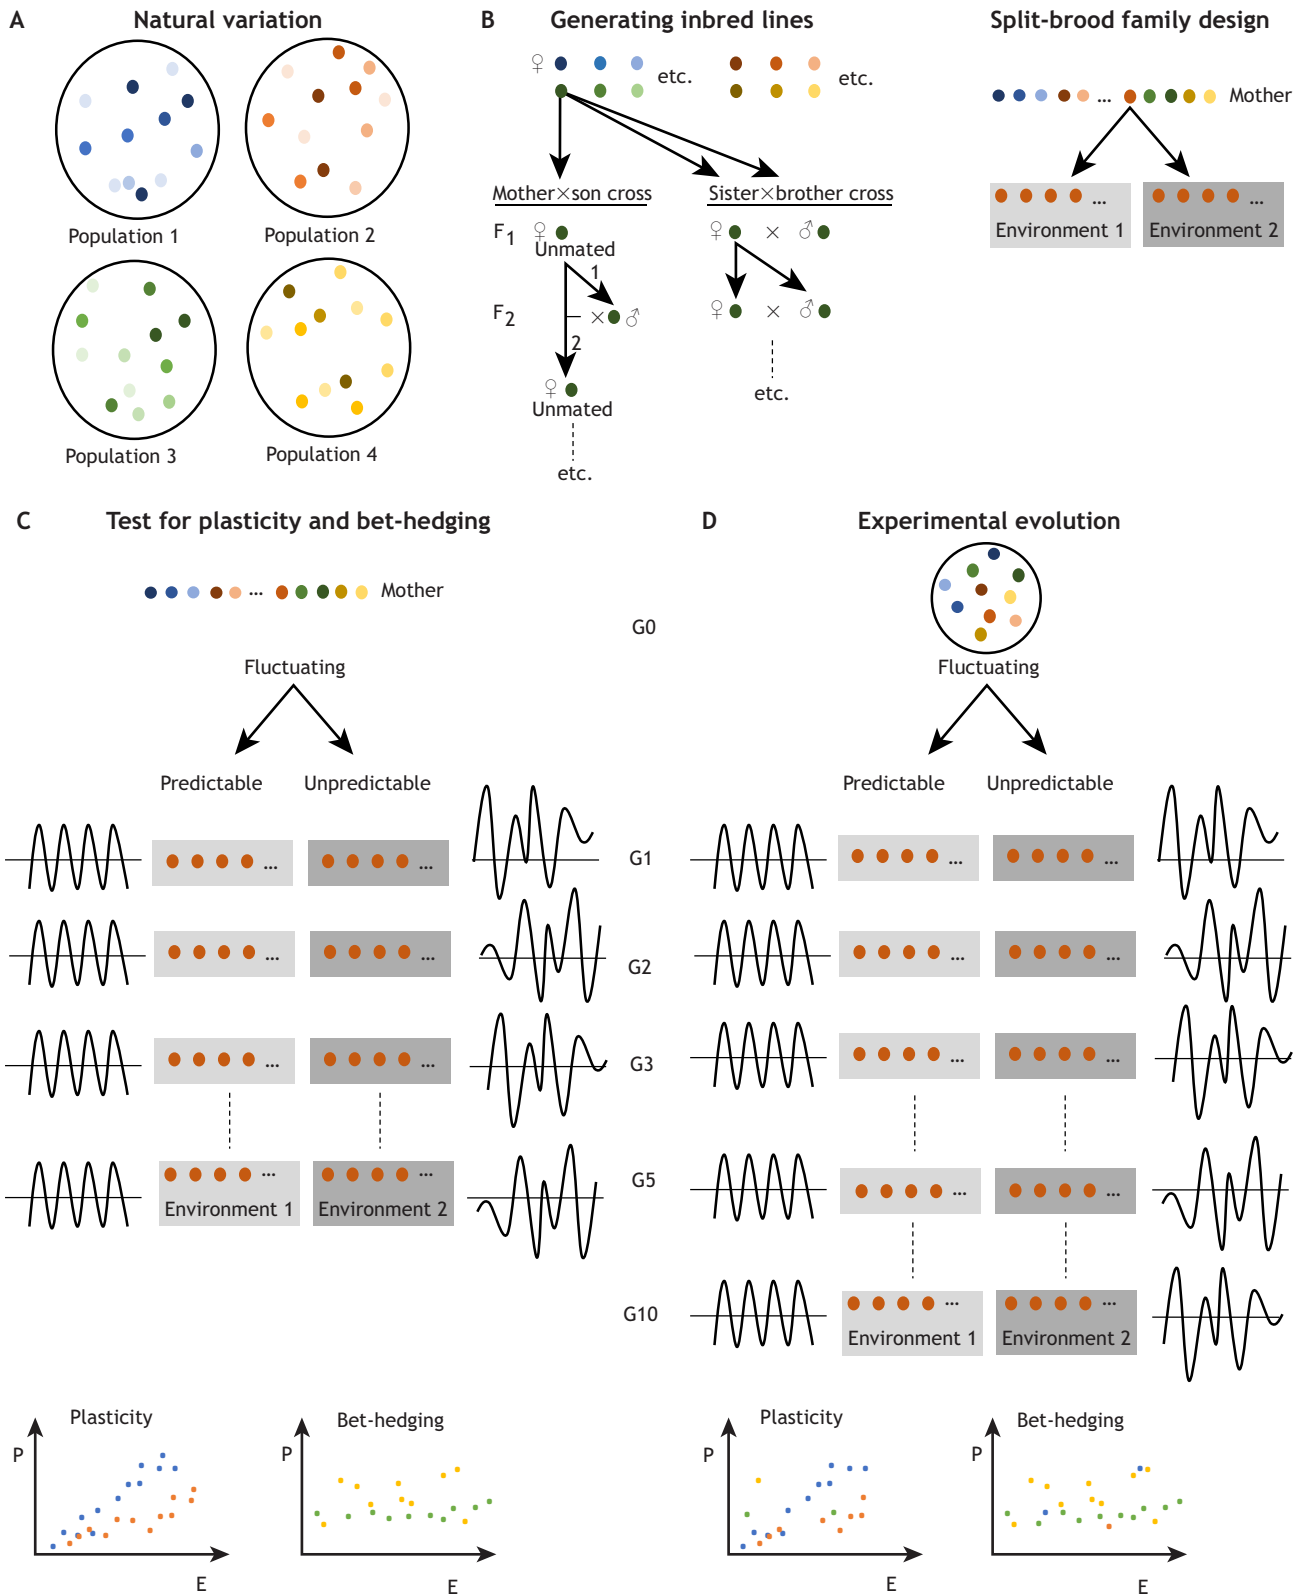 A Natural variation
Population 1
Population 2
Population 3
Population 4
B Generating inbred lines
♀
etc.
etc.
Mother×son cross
Sister×brother cross
F1 ♀
Unmated
♀ × ♂
1
F2 × ♂
♀ × ♂
2
♀
Unmated
etc.
etc.
Split-brood family design
... Mother
...
...
Environment 1
Environment 2
C Test for plasticity and bet-hedging
... Mother
Fluctuating
Predictable
Unpredictable
... ...
... ...
... ...
... ...
Environment 1
Environment 2
G0
G1
G2
G3
G5
G10
D Experimental evolution
Fluctuating
Predictable
Unpredictable
... ...
... ...
... ...
... ...
... ...
Environment 1
Environment 2
Plasticity
P
E
Bet-hedging
P
E
Plasticity
P
E
Bet-hedging
P
E